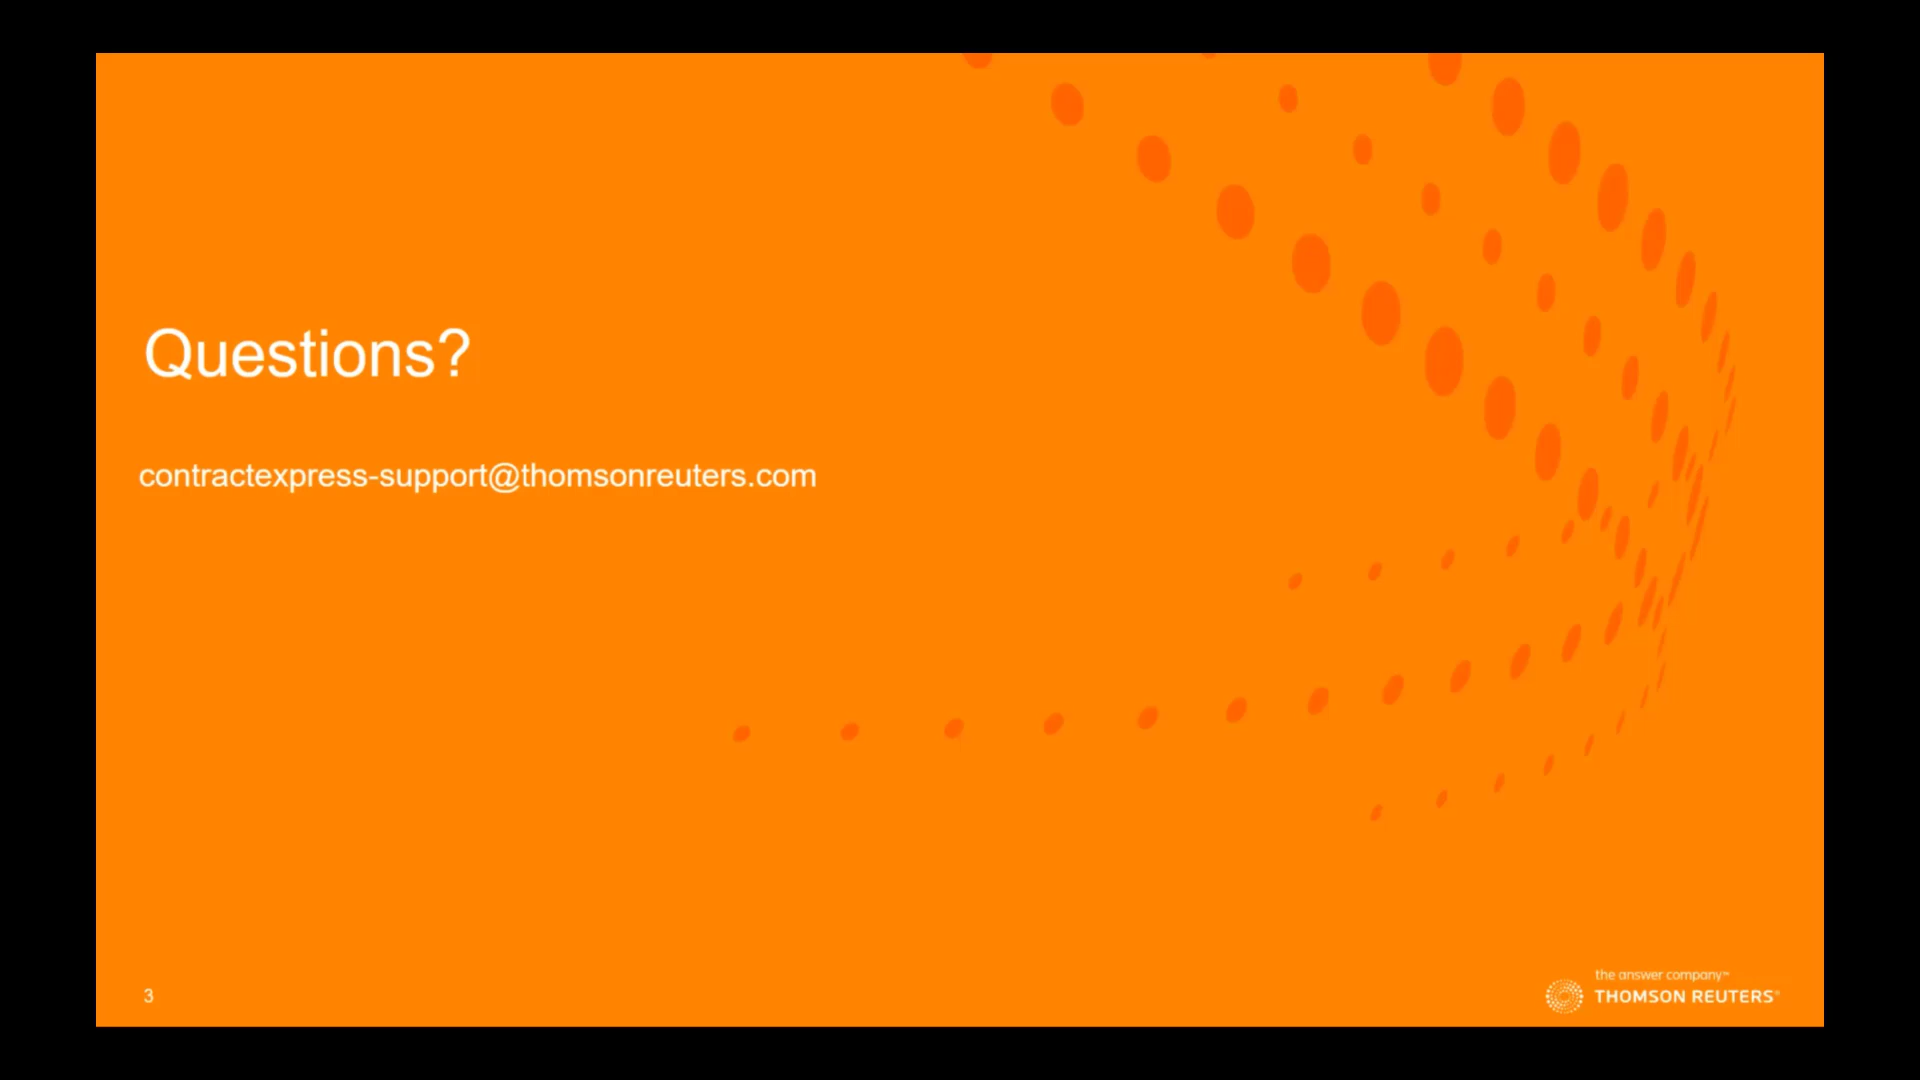 Questions?
contractexpress-support@thomsonreuters.com
3
the answer company™
THOMSON REUTERS®